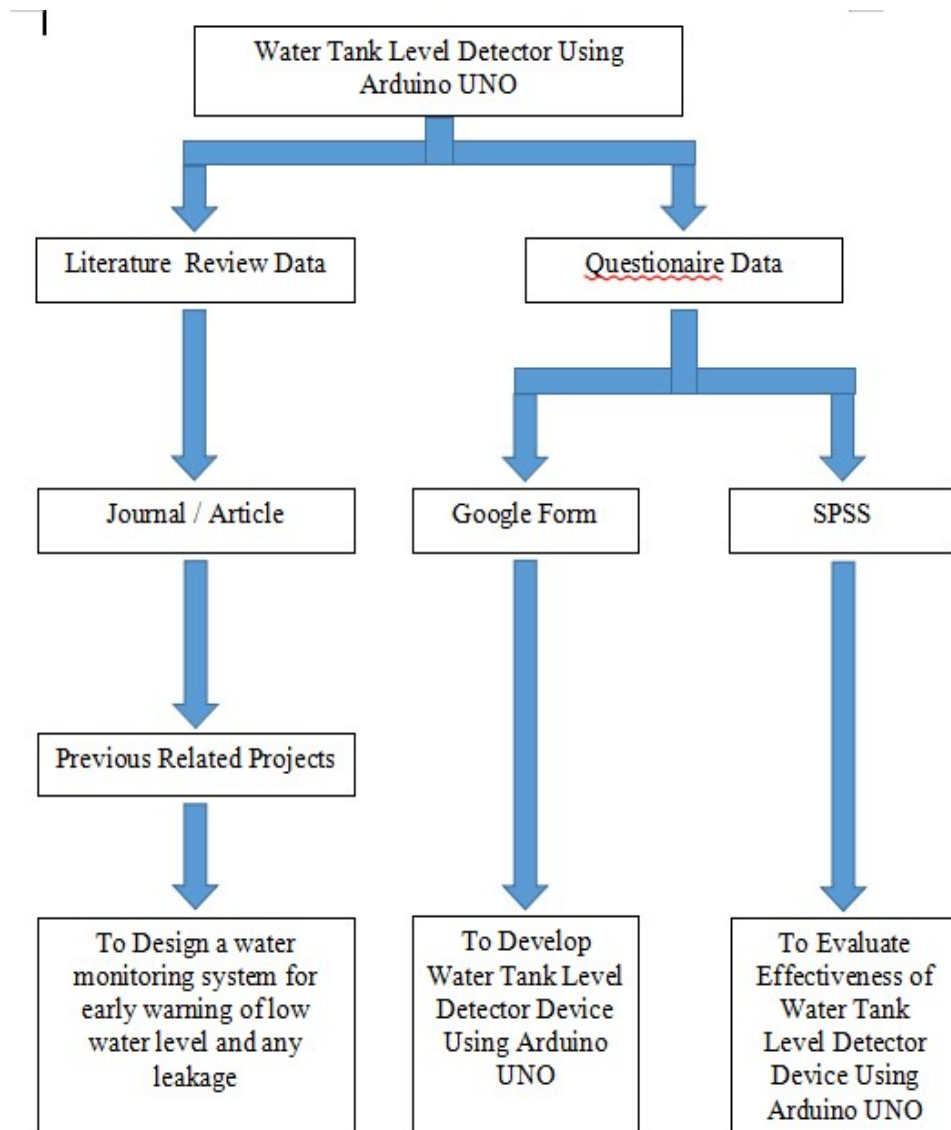 Water Tank Level Detector Using
Arduino UNO
Literature Review Data
Questionaire Data
Journal / Article
Google Form
SPSS
Previous Related Projects
To Design a water
monitoring system for
early warning of low
water level and any
leakage
To Develop
Water Tank Level
Detector Device
Using Arduino
UNO
To Evaluate
Effectiveness of
Water Tank
Level Detector
Device Using
Arduino UNO